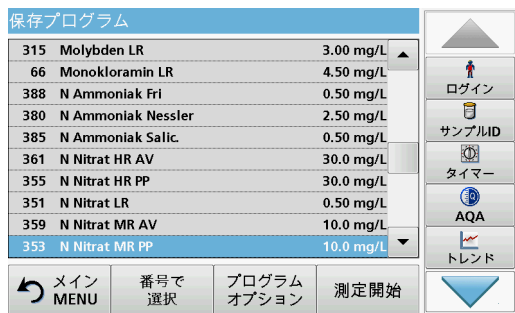 保存プログラム
315 Molybden LR 3.00 mg/L
66 Monokloramin LR 4.50 mg/L
388 N Ammoniak Fri 0.50 mg/L
380 N Ammoniak Nessler 2.50 mg/L
385 N Ammoniak Salic. 0.50 mg/L
361 N Nitrat HR AV 30.0 mg/L
355 N Nitrat HR PP 30.0 mg/L
351 N Nitrat LR 0.50 mg/L
359 N Nitrat MR AV 10.0 mg/L
353 N Nitrat MR PP 10.0 mg/L
ログイン
サンプルID
タイマー
AQA
トレンド
メイン
MENU
番号で
選択
プログラム
オプション
測定開始